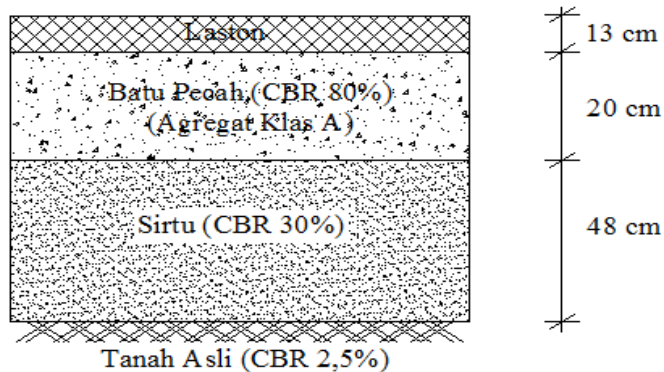 Laston
13 cm
Batu Pecah (CBR 80%)
(Agregat Klas A)
20 cm
Sirtu (CBR 30%)
48 cm
Tanah Asli (CBR 2,5%)